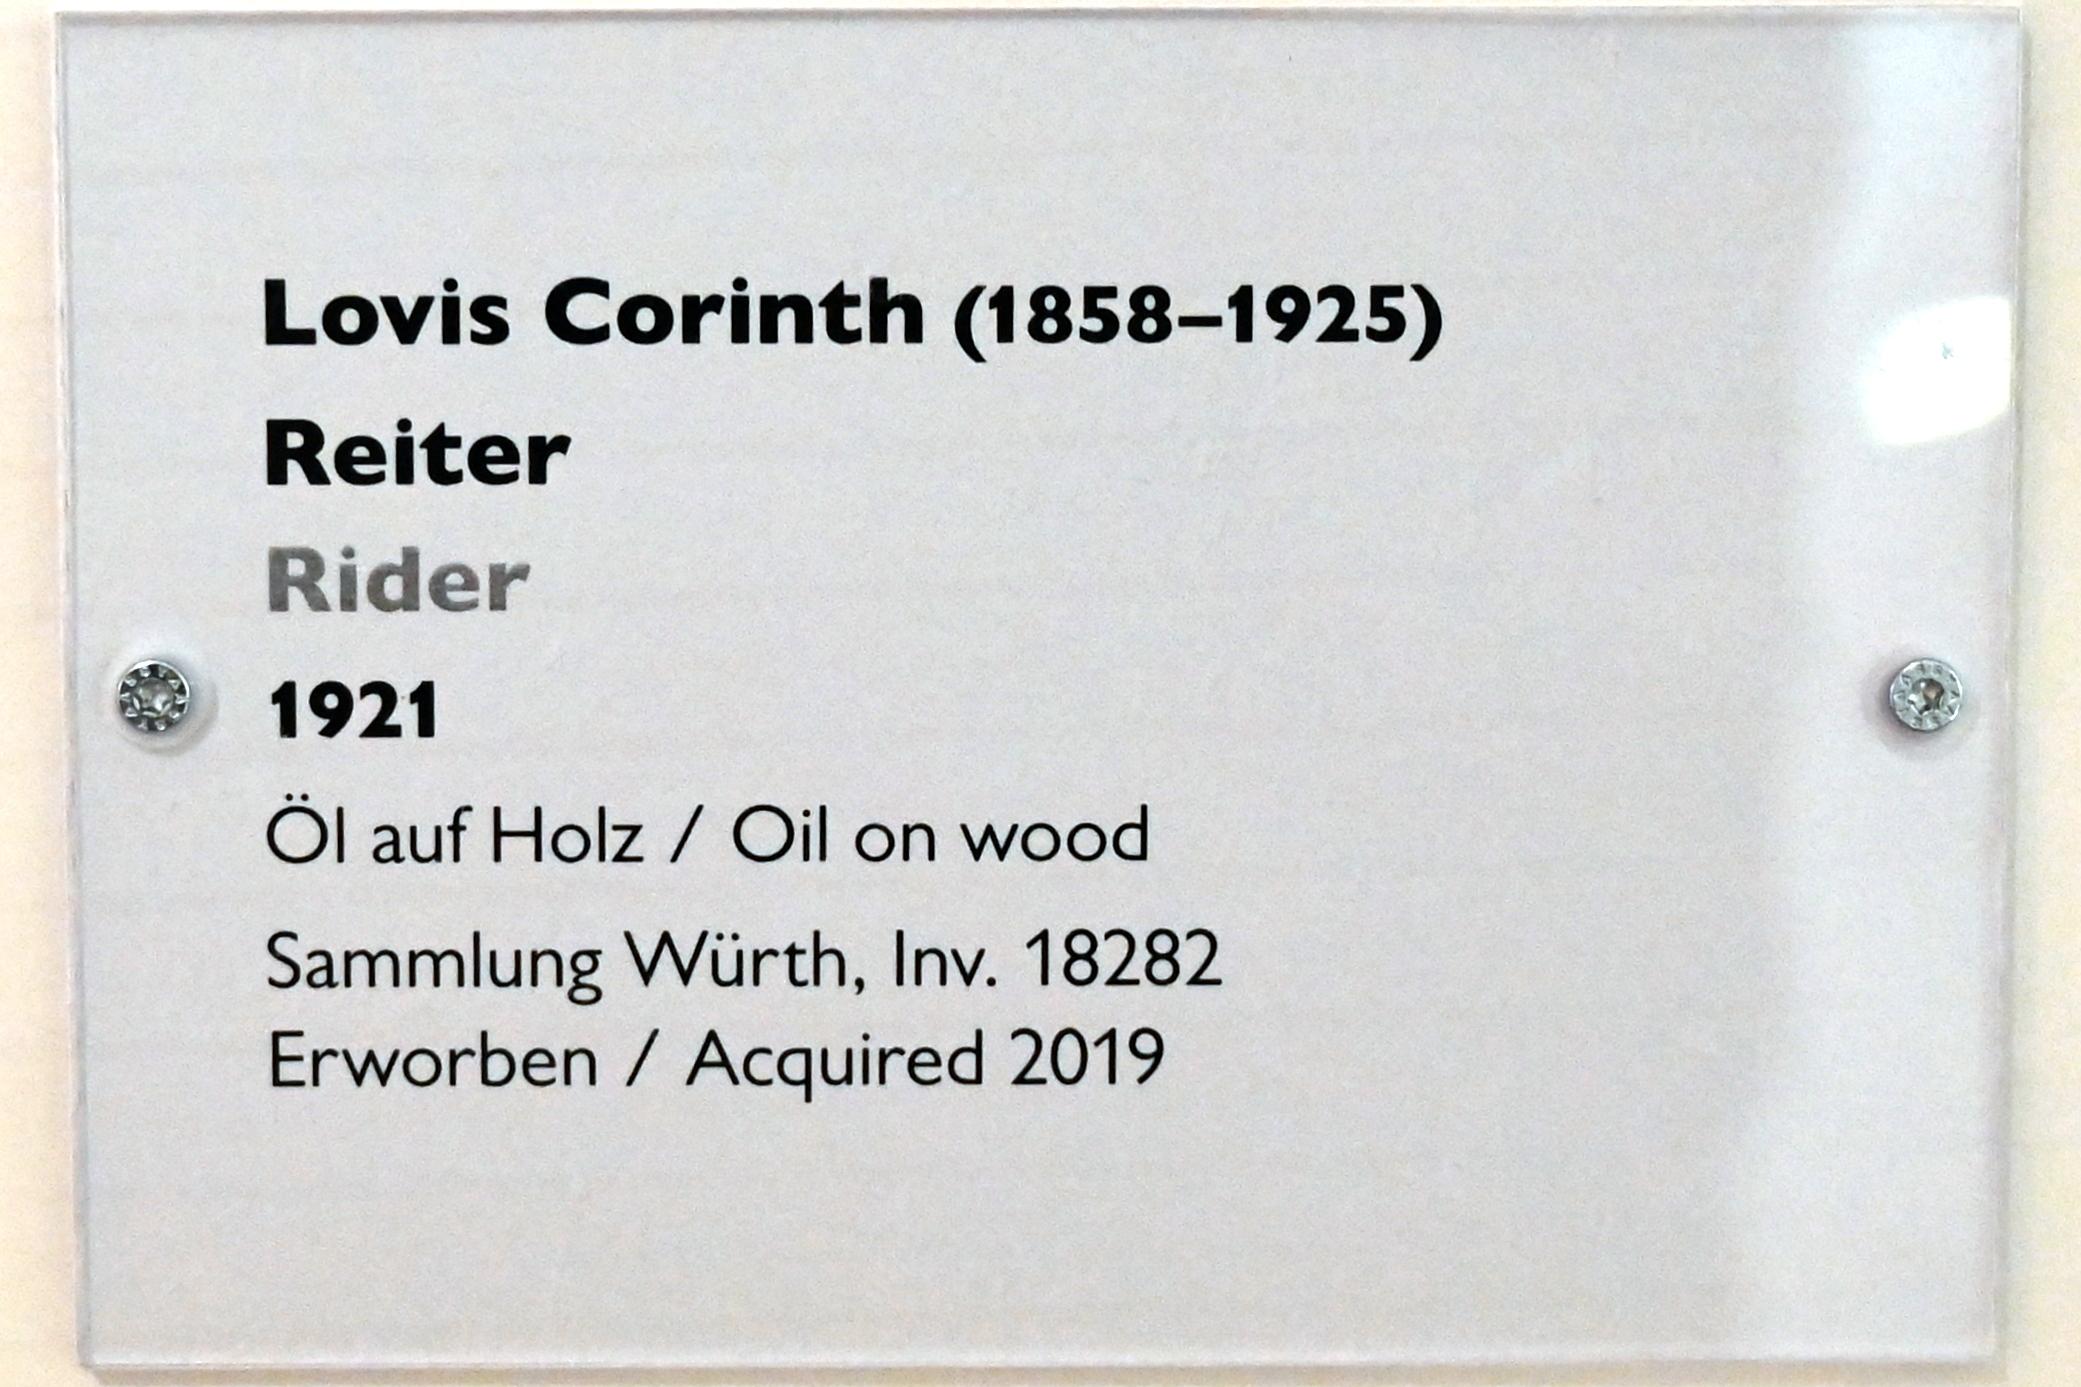 Lovis Corinth (1858–1925)
Reiter
Rider
1921
Öl auf Holz / Oil on wood
Sammlung Würth, Inv. 18282
Erworben / Acquired 2019